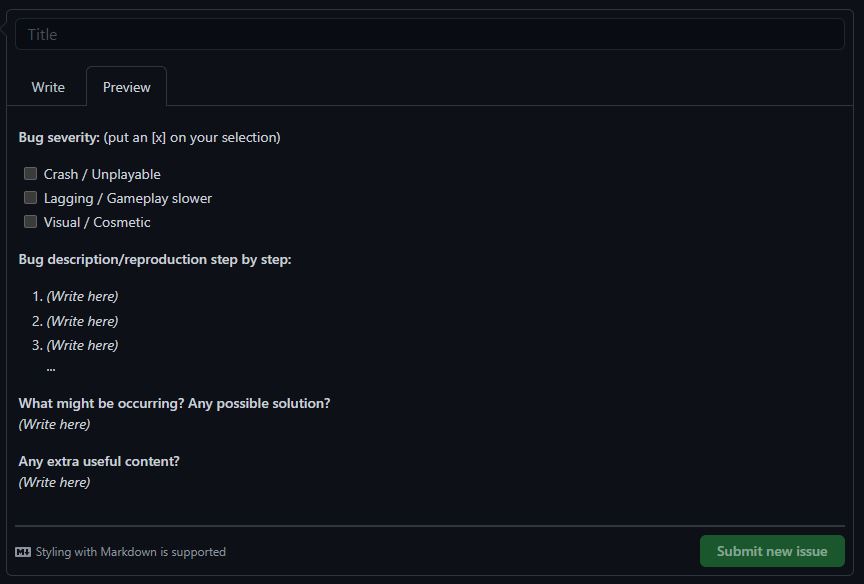 Title
Write
Preview
Bug severity: (put an [x] on your selection)
Crash / Unplayable
Lagging / Gameplay slower
Visual / Cosmetic
Bug description/reproduction step by step:
1. (Write here)
2. (Write here)
3. (Write here)
...
What might be occurring? Any possible solution?
(Write here)
Any extra useful content?
(Write here)
M↓ Styling with Markdown is supported
Submit new issue